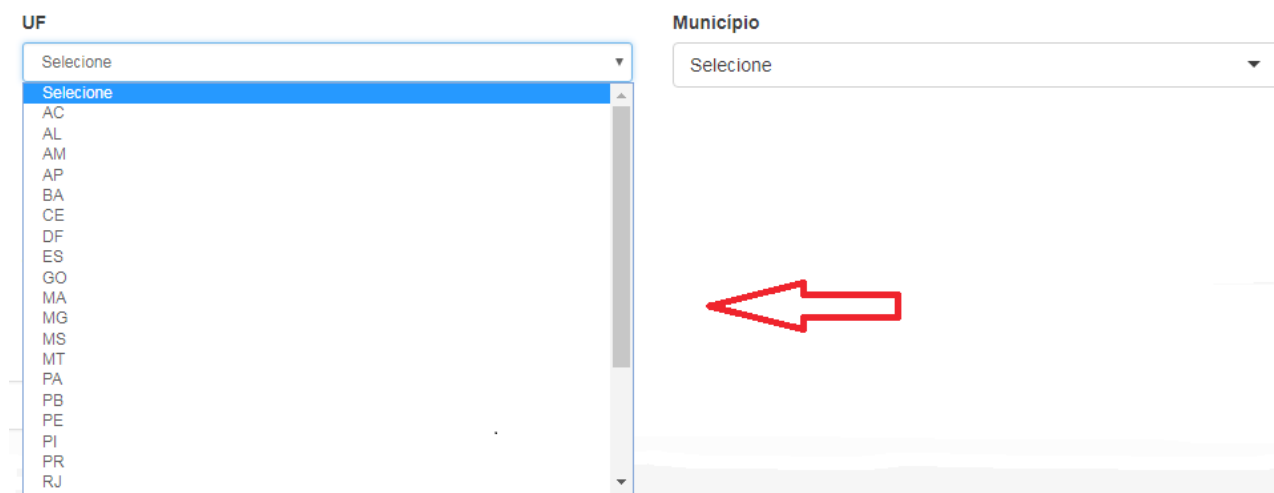 UF
Selecione
Selecione
AC
AL
AM
AP
BA
CE
DF
ES
GO
MA
MG
MS
MT
PA
PB
PE
PI
PR
RJ
Município
Selecione